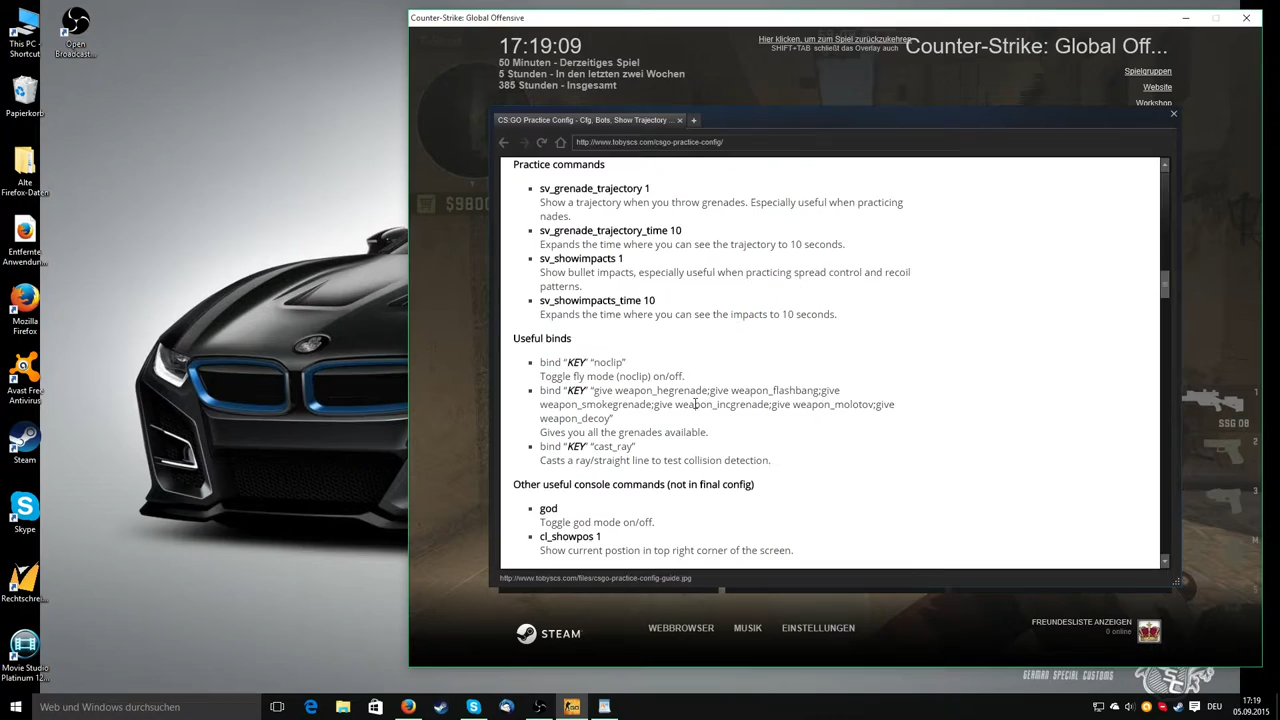 This PC - Shortcut
Open Broadcast...
Papierkorb
Alte Firefox-Daten
Entfernte Anwendun...
Mozilla Firefox
Avast Free Antivirus
Steam
Skype
Rechtschrei...
Movie Studio Platinum 12...
Counter-Strike: Global Offensive
17:19:09
50 Minuten - Derzeitiges Spiel
5 Stunden - In den letzten zwei Wochen
385 Stunden - Insgesamt
Hier klicken, um zum Spiel zurückzukehren
SHIFT+TAB schließt das Overlay auch
Counter-Strike: Global Off...
Spielgruppen
Website
Workshop
CS:GO Practice Config - Cfg, Bots, Show Trajectory ...
http://www.tobyscs.com/csgo-practice-config/
Practice commands
sv_grenade_trajectory 1
Show a trajectory when you throw grenades. Especially useful when practicing
nades.
sv_grenade_trajectory_time 10
Expands the time where you can see the trajectory to 10 seconds.
sv_showimpacts 1
Show bullet impacts, especially useful when practicing spread control and recoil
patterns.
sv_showimpacts_time 10
Expands the time where you can see the impacts to 10 seconds.
Useful binds
bind “KEY” “noclip”
Toggle fly mode (noclip) on/off.
bind “KEY” “give weapon_hegrenade;give weapon_flashbang;give
weapon_smokegrenade;give weapon_incgrenade;give weapon_molotov;give
weapon_decoy”
Gives you all the grenades available.
bind “KEY” “cast_ray”
Casts a ray/straight line to test collision detection.
Other useful console commands (not in final config)
god
Toggle god mode on/off.
cl_showpos 1
Show current postion in top right corner of the screen.
http://www.tobyscs.com/files/csgo-practice-config-guide.jpg
$9800
1
SSG 08
2
3
STEAM
WEBBROWSER
MUSIK
EINSTELLUNGEN
FREUNDESLISTE ANZEIGEN
0 online
GERMAN SPECIAL CUSTOMS
Web und Windows durchsuchen
DEU
17:19
05.09.2015